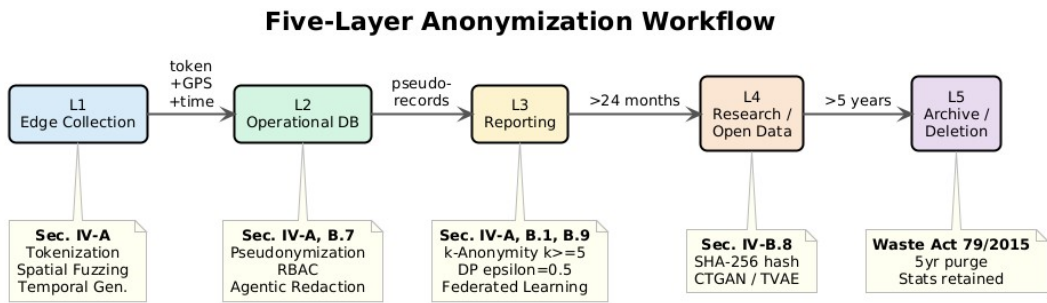 Five-Layer Anonymization Workflow
token
+GPS
+time
pseudo-
records
>24 months
>5 years
L1
Edge Collection
L2
Operational DB
L3
Reporting
L4
Research /
Open Data
L5
Archive /
Deletion
Sec. IV-A
Tokenization
Spatial Fuzzing
Temporal Gen.
Sec. IV-A, B.7
Pseudonymization
RBAC
Agentic Redaction
Sec. IV-A, B.1, B.9
k-Anonymity k>=5
DP epsilon=0.5
Federated Learning
Sec. IV-B.8
SHA-256 hash
CTGAN / TVAE
Waste Act 79/2015
5yr purge
Stats retained